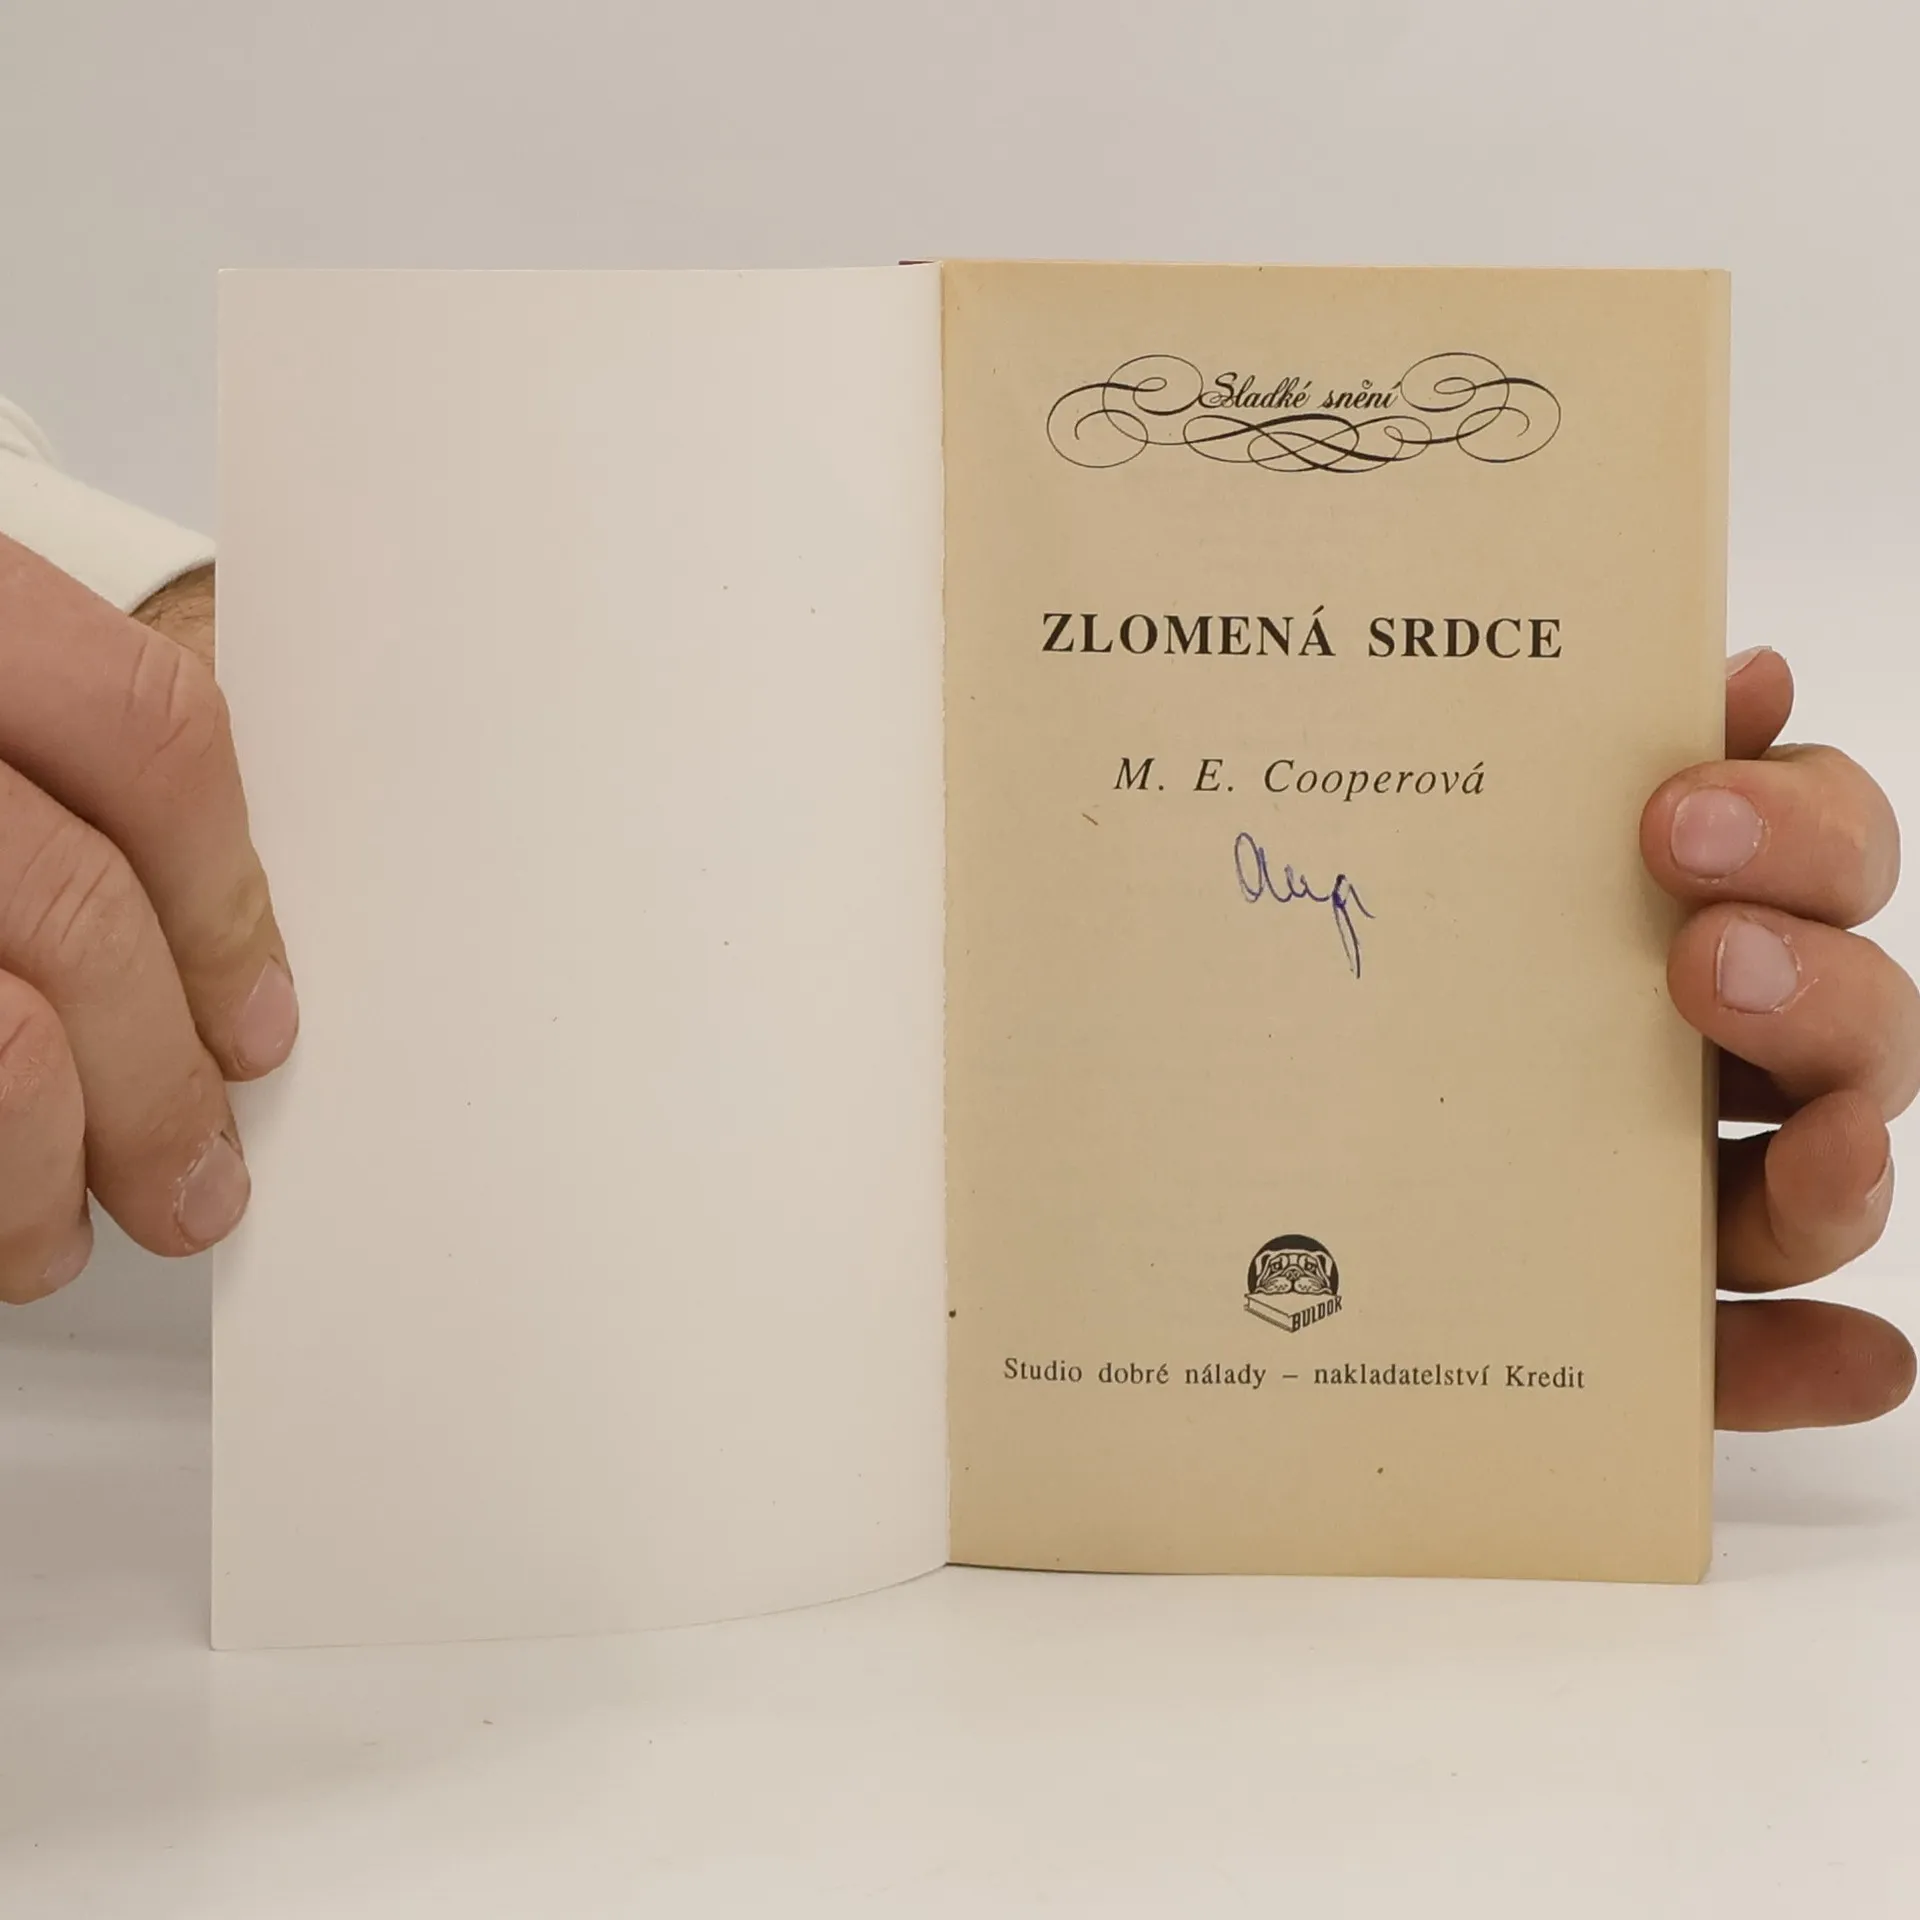 Sladké snění
ZLOMENÁ SRDCE
M. E. Cooperová
BULDOK
Studio dobré nálady – nakladatelství Kredit